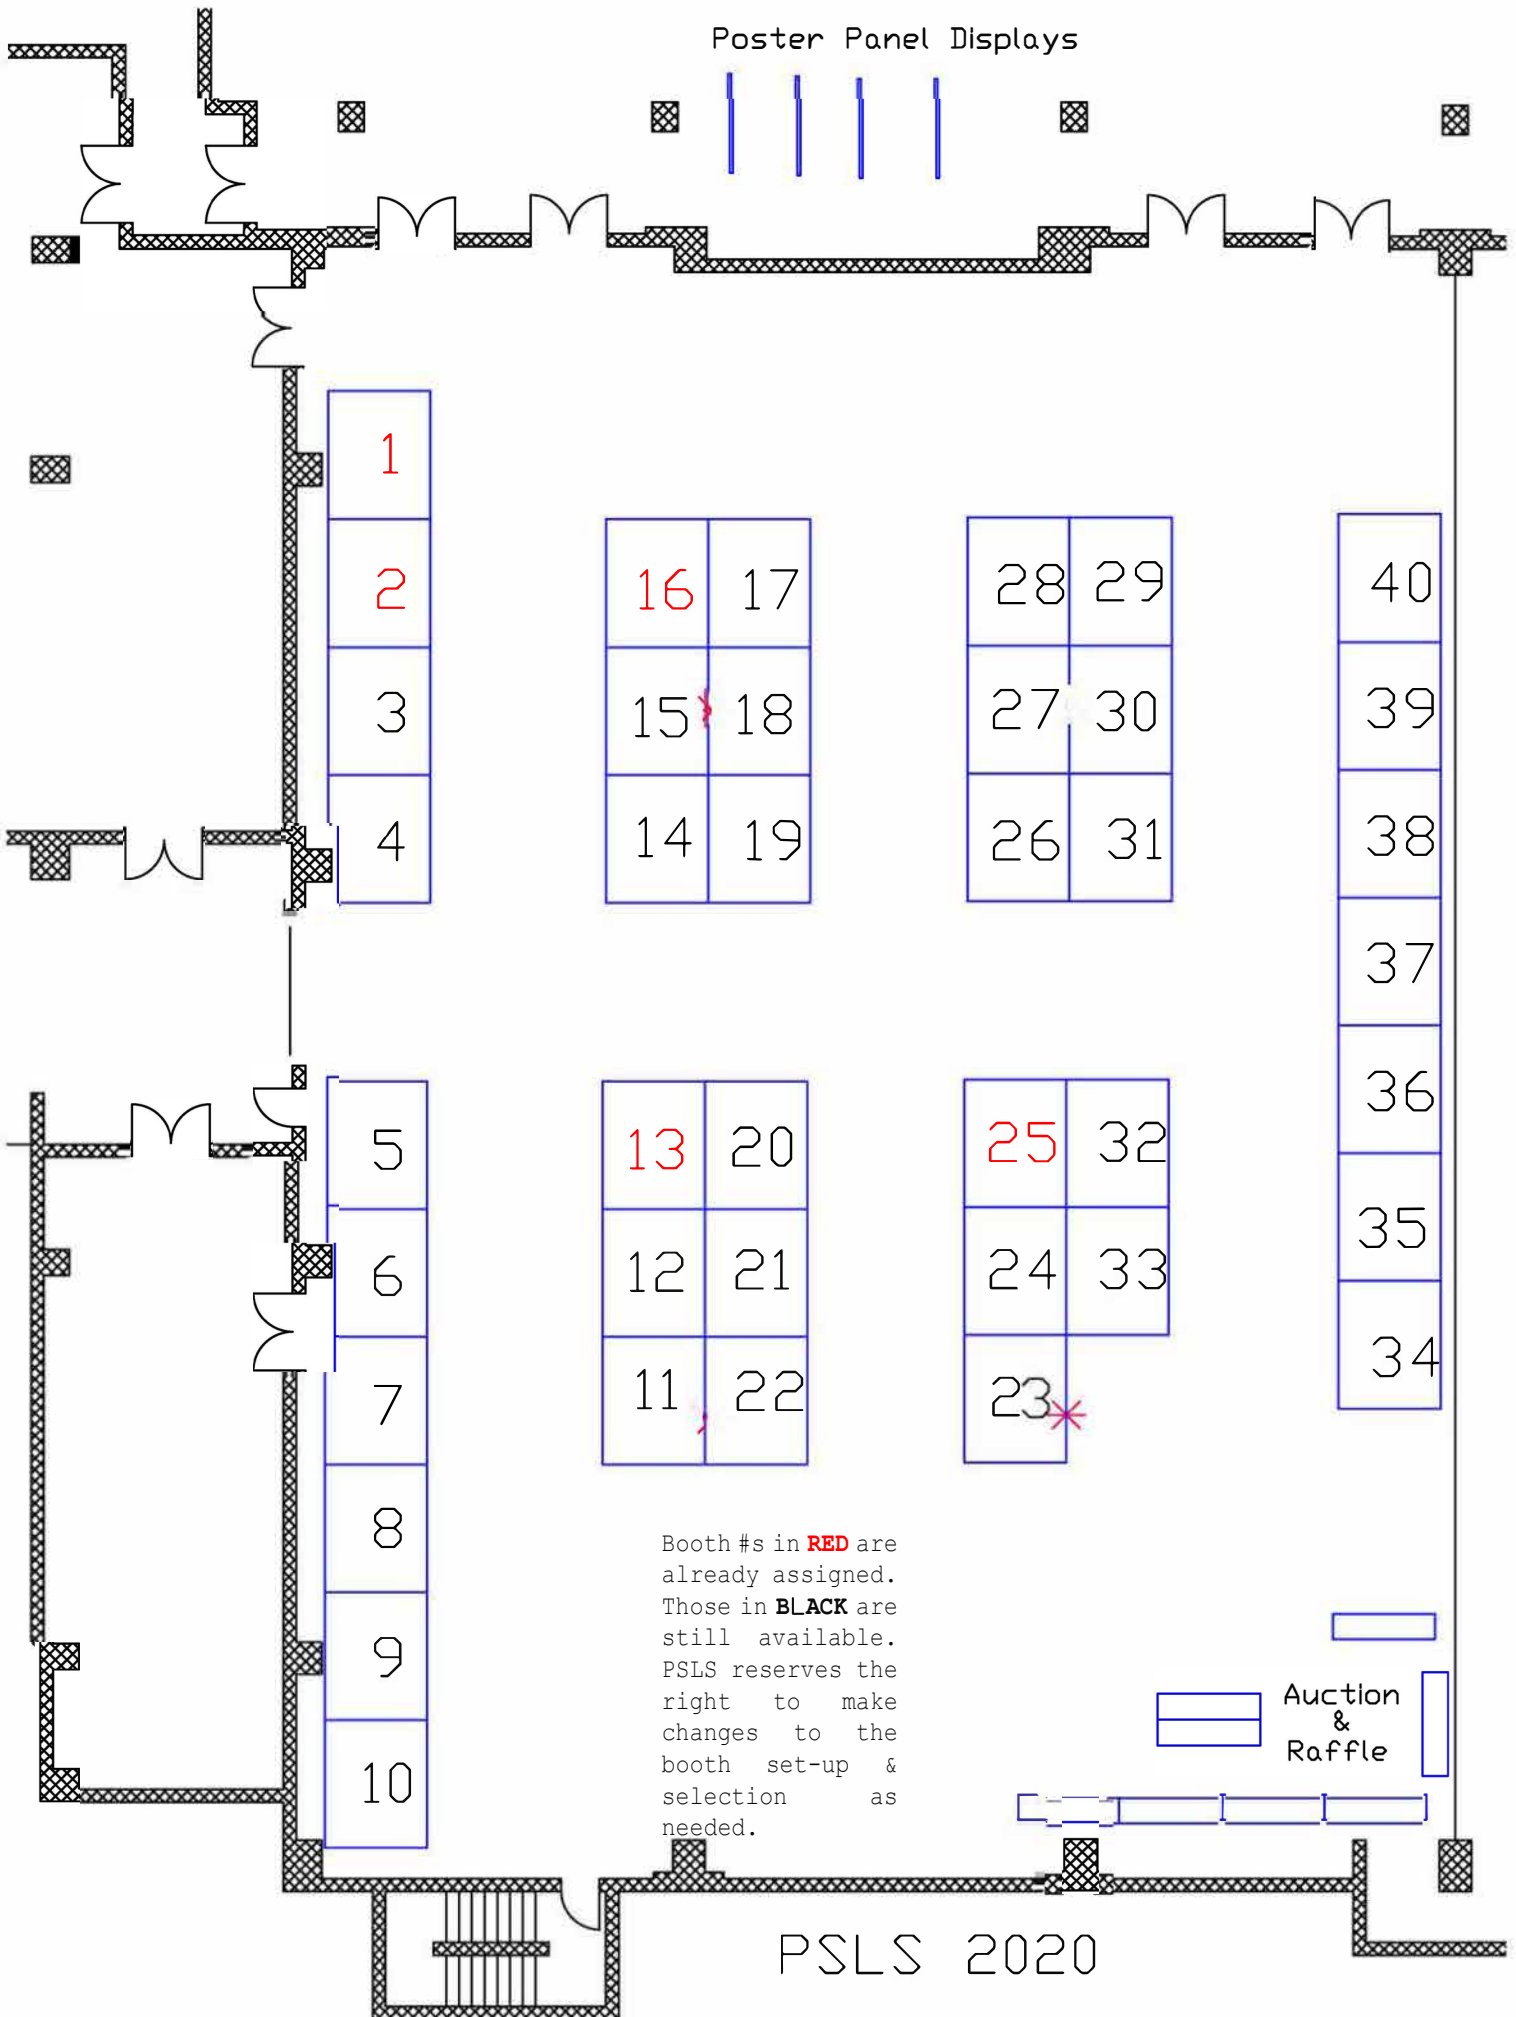 Poster Panel Displays
1
2
16 17
28 29
40
3
15 18
27 30
39
4
14 19
26 31
38
37
36
5
13 20
25 32
35
6
12 21
24 33
34
7
11 22
23
8
9
10
Booth #s in RED are
already assigned.
Those in BLACK are
still available.
PSLS reserves the
right to make
changes to the
booth set-up &
selection as
needed.
Auction
&
Raffle
PSLS 2020